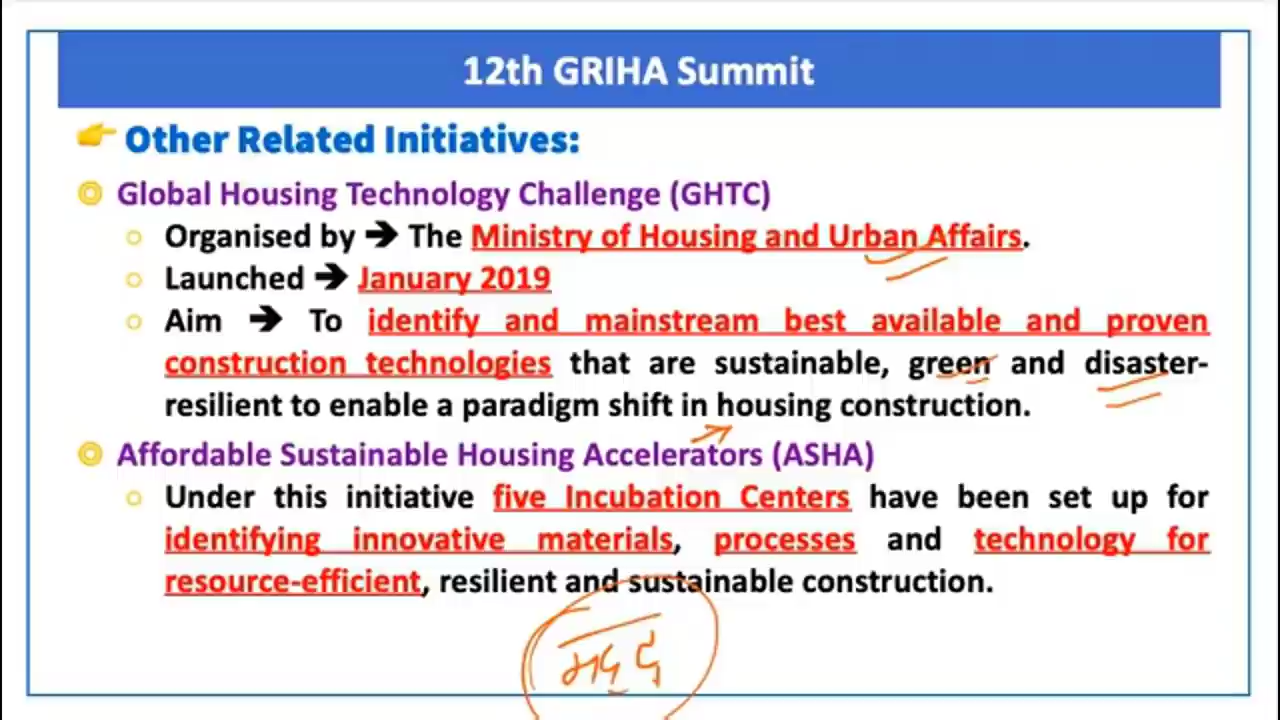 12th GRIHA Summit
Other Related Initiatives:
Global Housing Technology Challenge (GHTC)
Organised by ➔ The Ministry of Housing and Urban Affairs.
Launched ➔ January 2019
Aim ➔ To identify and mainstream best available and proven
construction technologies that are sustainable, green and disaster-
resilient to enable a paradigm shift in housing construction.
Affordable Sustainable Housing Accelerators (ASHA)
Under this initiative five Incubation Centers have been set up for
identifying innovative materials, processes and technology for
resource-efficient, resilient and sustainable construction.